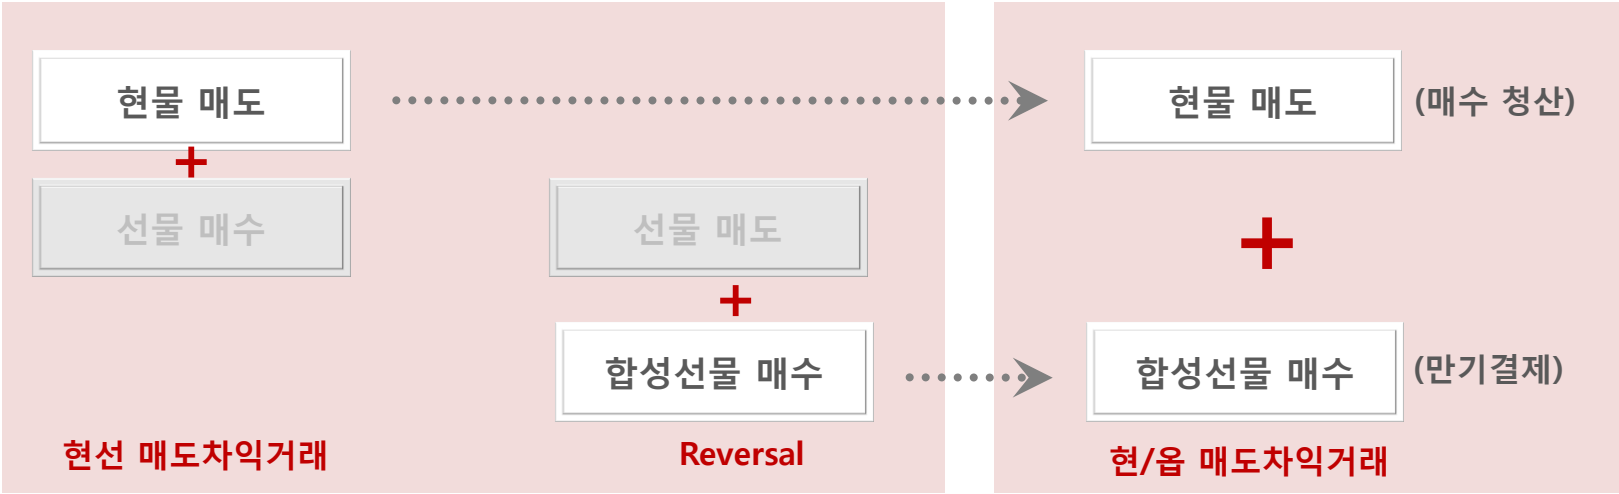 현물 매도
+
선물 매수
현선 매도차익거래
선물 매도
+
합성선물 매수
Reversal
현물 매도 (매수 청산)
+
합성선물 매수 (만기결제)
현/옵 매도차익거래